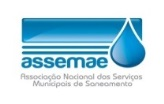 assemae
Associação Nacional dos Serviços
Municipais de Saneamento